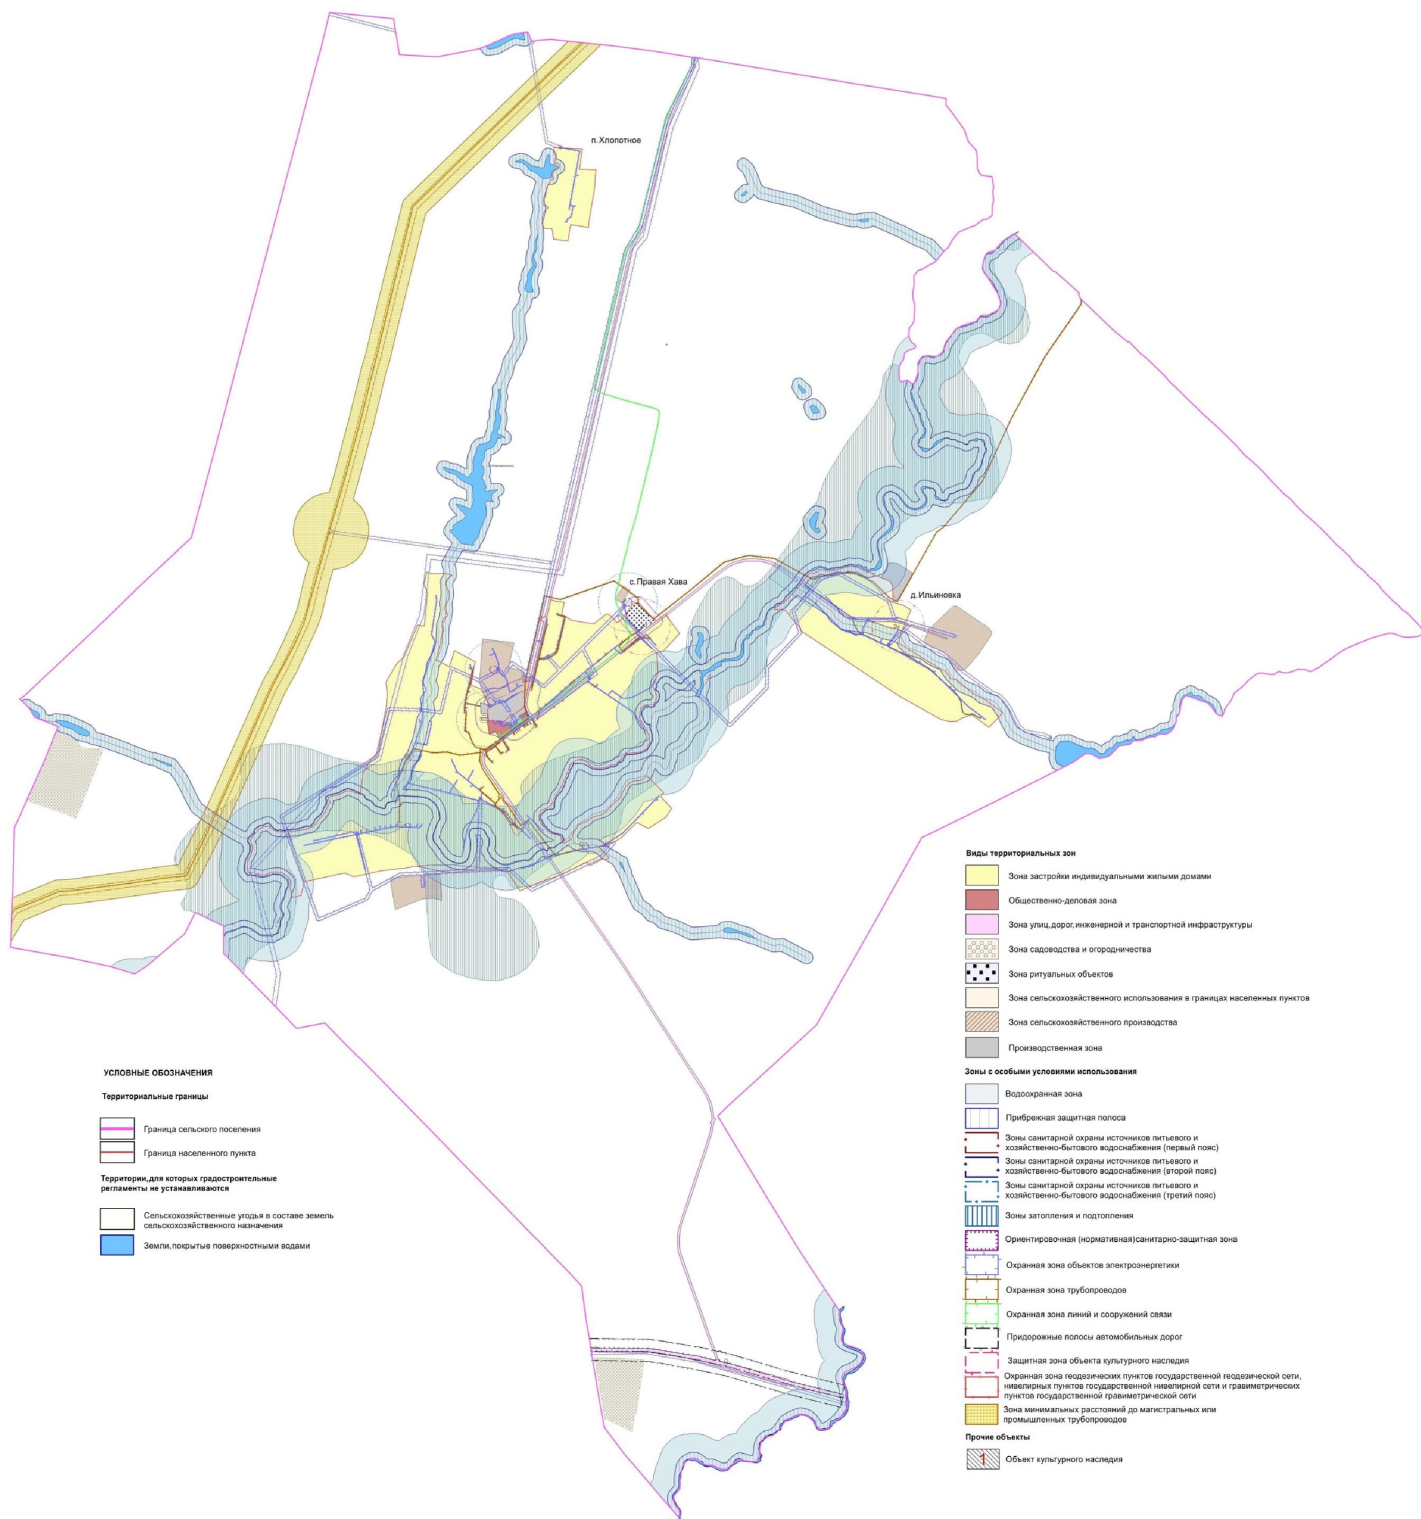 п.Хлопотное
с.Правая Хава
д.Ильиновка
УСЛОВНЫЕ ОБОЗНАЧЕНИЯ
Территориальные границы
Граница сельского поселения
Граница населенного пункта
Территории,для которых градостроительные
регламенты не устанавливаются
Сельскохозяйственные угодья в составе земель
сельскохозяйственного назначения
Земли,покрытые поверхностными водами
Виды территориальных зон
Зона застройки индивидуальными жилыми домами
Общественно-деловая зона
Зона улиц,дорог,инженерной и транспортной инфраструктуры
Зона садоводства и огородничества
Зона ритуальных объектов
Зона сельскохозяйственного использования в границах населенных пунктов
Зона сельскохозяйственного производства
Производственная зона
Зоны с особыми условиями использования
Водоохранная зона
Прибрежная защитная полоса
Зоны санитарной охраны источников питьевого и
хозяйственно-бытового водоснабжения (первый пояс)
Зоны санитарной охраны источников питьевого и
хозяйственно-бытового водоснабжения (второй пояс)
Зоны санитарной охраны источников питьевого и
хозяйственно-бытового водоснабжения (третий пояс)
Зоны затопления и подтопления
Ориентировочная (нормативная)санитарно-защитная зона
Охранная зона объектов электроэнергетики
Охранная зона трубопроводов
Охранная зона линий и сооружений связи
Придорожные полосы автомобильных дорог
Защитная зона объекта культурного наследия
Охранная зона геодезических пунктов государственной геодезической сети,
нивелирных пунктов государственной нивелирной сети и гравиметрических
пунктов государственной гравиметрической сети
Зона минимальных расстояний до магистральных или
промышленных трубопроводов
Прочие объекты
1
Объект культурного наследия